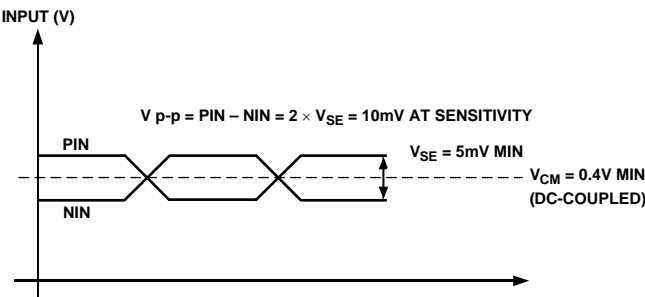 INPUT (V)
V p-p = PIN – NIN = 2 × VSE = 10mV AT SENSITIVITY
PIN
VSE = 5mV MIN
VCM = 0.4V MIN
(DC-COUPLED)
NIN